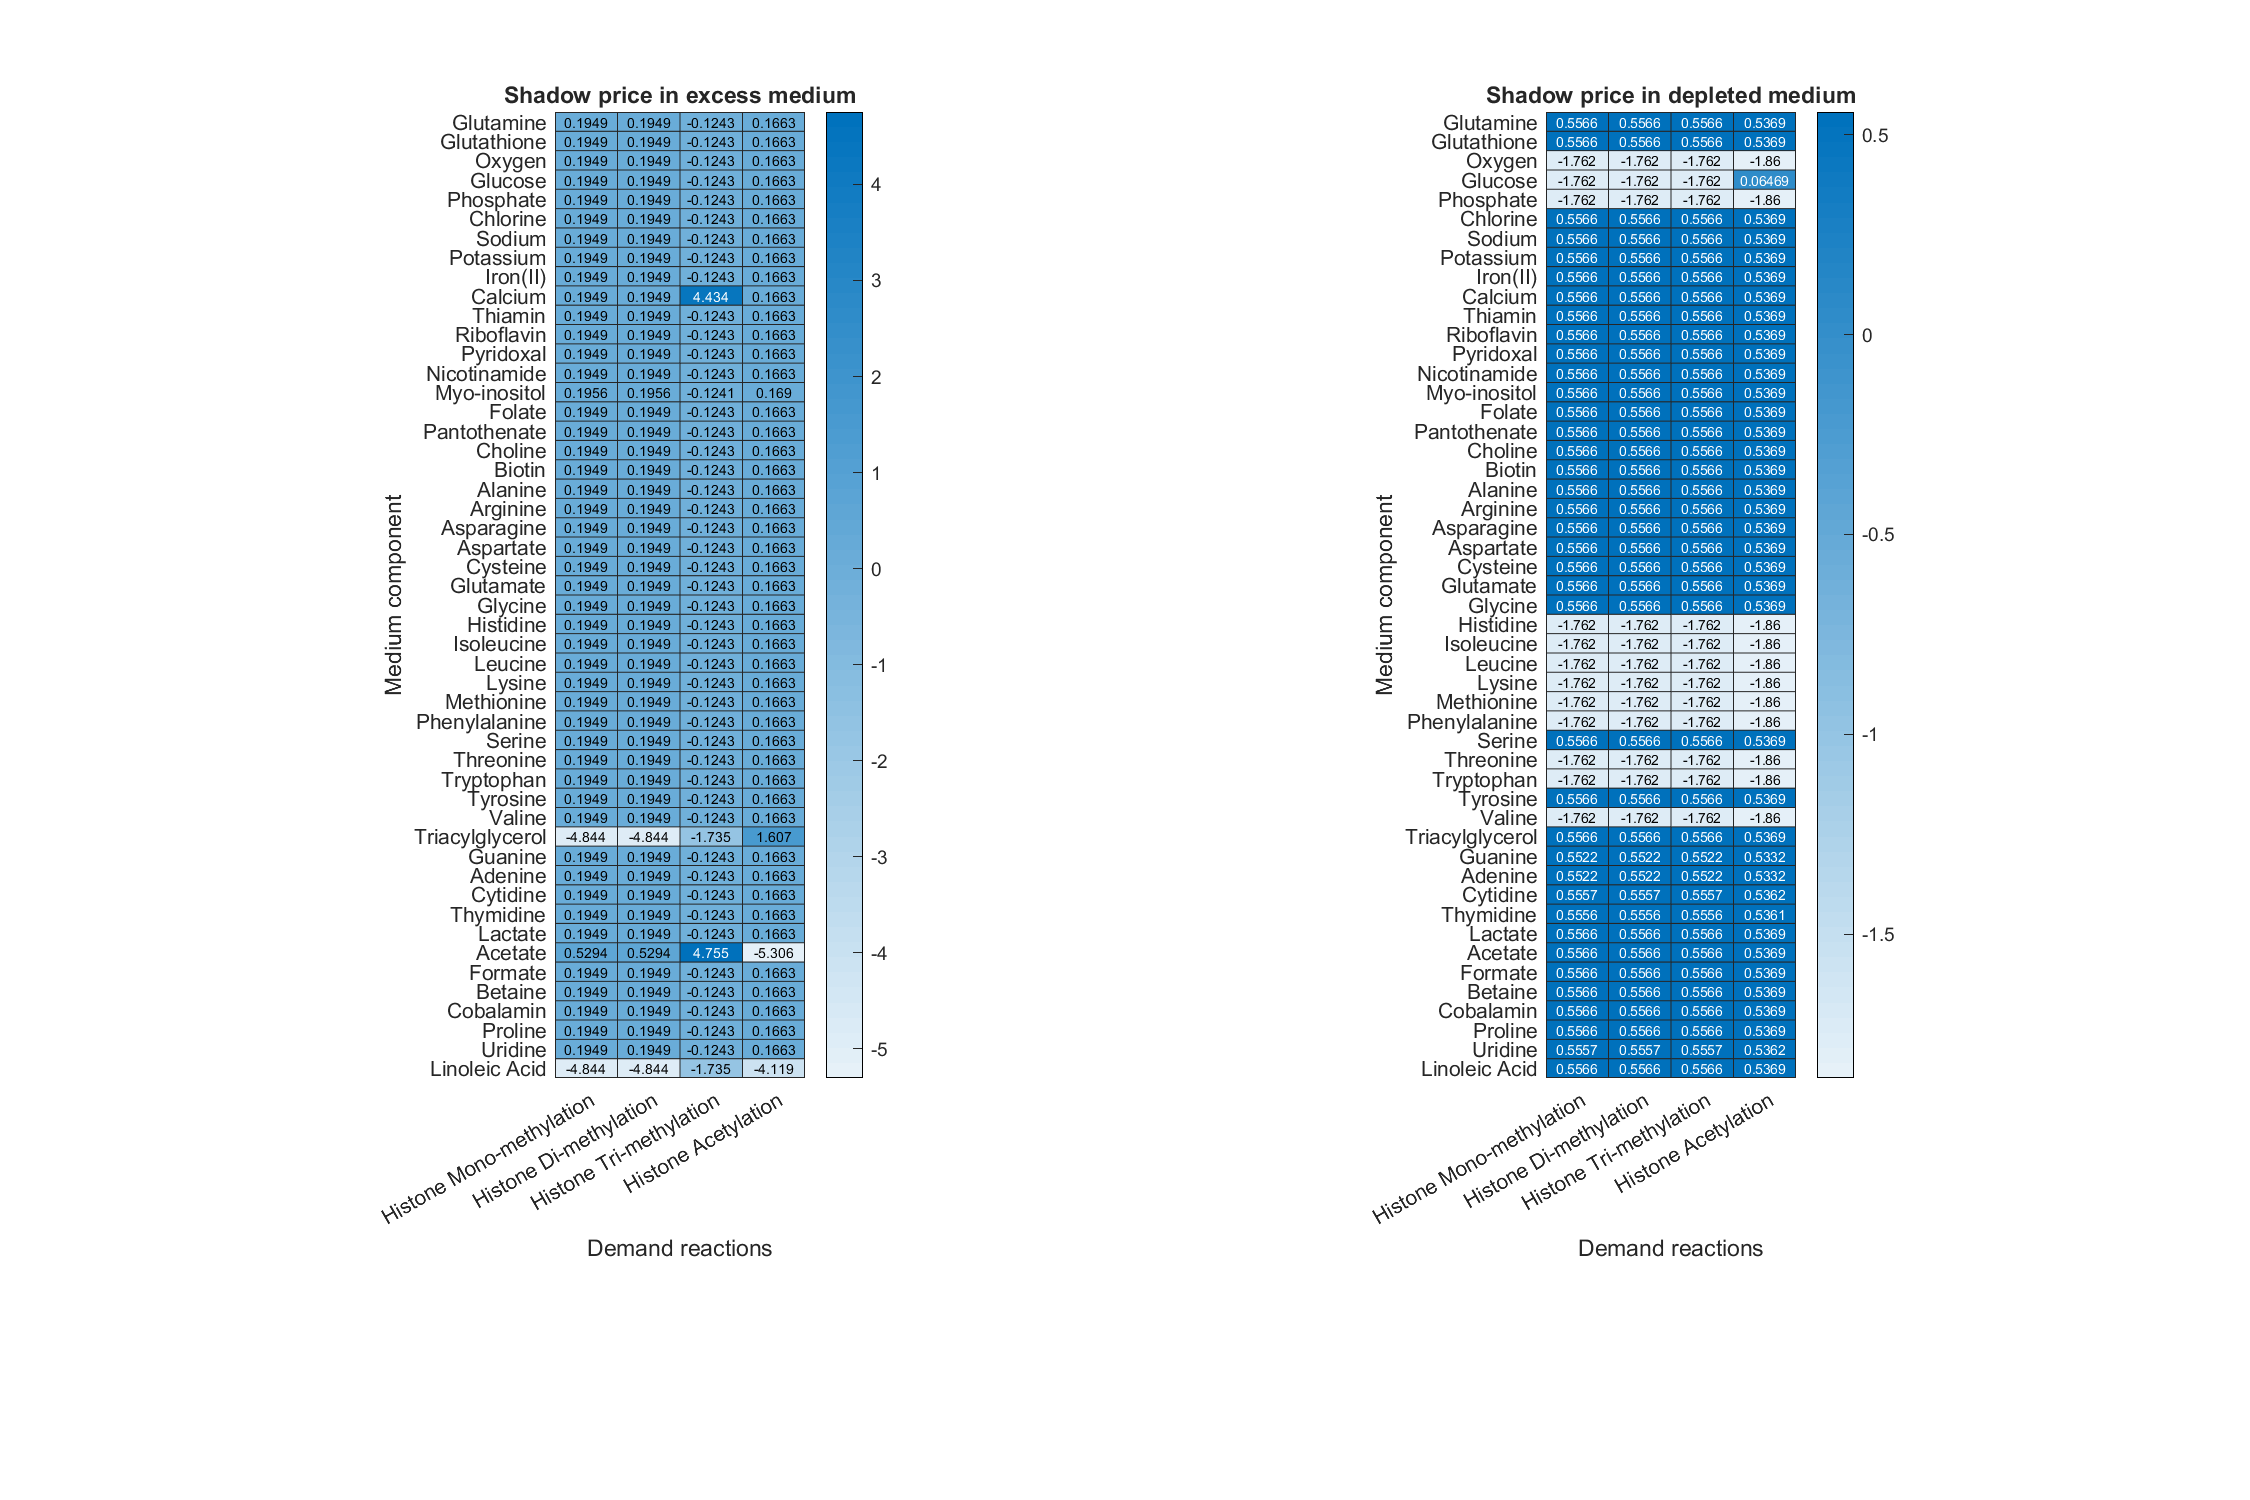 Shadow price in excess medium
Glutamine 0.1949 0.1949 -0.1243 0.1663
Glutathione 0.1949 0.1949 -0.1243 0.1663
Oxygen 0.1949 0.1949 -0.1243 0.1663
Glucose 0.1949 0.1949 -0.1243 0.1663
Phosphate 0.1949 0.1949 -0.1243 0.1663
Chlorine 0.1949 0.1949 -0.1243 0.1663
Sodium 0.1949 0.1949 -0.1243 0.1663
Potassium 0.1949 0.1949 -0.1243 0.1663
Iron(II) 0.1949 0.1949 -0.1243 0.1663
Calcium 0.1949 0.1949 4.434 0.1663
Thiamin 0.1949 0.1949 -0.1243 0.1663
Riboflavin 0.1949 0.1949 -0.1243 0.1663
Pyridoxal 0.1949 0.1949 -0.1243 0.1663
Nicotinamide 0.1949 0.1949 -0.1243 0.1663
Myo-inositol 0.1956 0.1956 -0.1241 0.169
Folate 0.1949 0.1949 -0.1243 0.1663
Pantothenate 0.1949 0.1949 -0.1243 0.1663
Choline 0.1949 0.1949 -0.1243 0.1663
Biotin 0.1949 0.1949 -0.1243 0.1663
Alanine 0.1949 0.1949 -0.1243 0.1663
Arginine 0.1949 0.1949 -0.1243 0.1663
Asparagine 0.1949 0.1949 -0.1243 0.1663
Aspartate 0.1949 0.1949 -0.1243 0.1663
Cysteine 0.1949 0.1949 -0.1243 0.1663
Glutamate 0.1949 0.1949 -0.1243 0.1663
Glycine 0.1949 0.1949 -0.1243 0.1663
Histidine 0.1949 0.1949 -0.1243 0.1663
Isoleucine 0.1949 0.1949 -0.1243 0.1663
Leucine 0.1949 0.1949 -0.1243 0.1663
Lysine 0.1949 0.1949 -0.1243 0.1663
Methionine 0.1949 0.1949 -0.1243 0.1663
Phenylalanine 0.1949 0.1949 -0.1243 0.1663
Serine 0.1949 0.1949 -0.1243 0.1663
Threonine 0.1949 0.1949 -0.1243 0.1663
Tryptophan 0.1949 0.1949 -0.1243 0.1663
Tyrosine 0.1949 0.1949 -0.1243 0.1663
Valine 0.1949 0.1949 -0.1243 0.1663
Triacylglycerol -4.844 -4.844 -1.735 1.607
Guanine 0.1949 0.1949 -0.1243 0.1663
Adenine 0.1949 0.1949 -0.1243 0.1663
Cytidine 0.1949 0.1949 -0.1243 0.1663
Thymidine 0.1949 0.1949 -0.1243 0.1663
Lactate 0.1949 0.1949 -0.1243 0.1663
Acetate 0.5294 0.5294 4.755 -5.306
Formate 0.1949 0.1949 -0.1243 0.1663
Betaine 0.1949 0.1949 -0.1243 0.1663
Cobalamin 0.1949 0.1949 -0.1243 0.1663
Proline 0.1949 0.1949 -0.1243 0.1663
Uridine 0.1949 0.1949 -0.1243 0.1663
Linoleic Acid -4.844 -4.844 -1.735 -4.119
Medium component
Histone Mono-methylation
Histone Di-methylation
Histone Tri-methylation
Histone Acetylation
Demand reactions
4
3
2
1
0
-1
-2
-3
-4
-5
Shadow price in depleted medium
Glutamine 0.5566 0.5566 0.5566 0.5369
Glutathione 0.5566 0.5566 0.5566 0.5369
Oxygen -1.762 -1.762 -1.762 -1.86
Glucose -1.762 -1.762 -1.762 0.06469
Phosphate -1.762 -1.762 -1.762 -1.86
Chlorine 0.5566 0.5566 0.5566 0.5369
Sodium 0.5566 0.5566 0.5566 0.5369
Potassium 0.5566 0.5566 0.5566 0.5369
Iron(II) 0.5566 0.5566 0.5566 0.5369
Calcium 0.5566 0.5566 0.5566 0.5369
Thiamin 0.5566 0.5566 0.5566 0.5369
Riboflavin 0.5566 0.5566 0.5566 0.5369
Pyridoxal 0.5566 0.5566 0.5566 0.5369
Nicotinamide 0.5566 0.5566 0.5566 0.5369
Myo-inositol 0.5566 0.5566 0.5566 0.5369
Folate 0.5566 0.5566 0.5566 0.5369
Pantothenate 0.5566 0.5566 0.5566 0.5369
Choline 0.5566 0.5566 0.5566 0.5369
Biotin 0.5566 0.5566 0.5566 0.5369
Alanine 0.5566 0.5566 0.5566 0.5369
Arginine 0.5566 0.5566 0.5566 0.5369
Asparagine 0.5566 0.5566 0.5566 0.5369
Aspartate 0.5566 0.5566 0.5566 0.5369
Cysteine 0.5566 0.5566 0.5566 0.5369
Glutamate 0.5566 0.5566 0.5566 0.5369
Glycine 0.5566 0.5566 0.5566 0.5369
Histidine -1.762 -1.762 -1.762 -1.86
Isoleucine -1.762 -1.762 -1.762 -1.86
Leucine -1.762 -1.762 -1.762 -1.86
Lysine -1.762 -1.762 -1.762 -1.86
Methionine -1.762 -1.762 -1.762 -1.86
Phenylalanine -1.762 -1.762 -1.762 -1.86
Serine 0.5566 0.5566 0.5566 0.5369
Threonine -1.762 -1.762 -1.762 -1.86
Tryptophan -1.762 -1.762 -1.762 -1.86
Tyrosine 0.5566 0.5566 0.5566 0.5369
Valine -1.762 -1.762 -1.762 -1.86
Triacylglycerol 0.5566 0.5566 0.5566 0.5369
Guanine 0.5522 0.5522 0.5522 0.5332
Adenine 0.5522 0.5522 0.5522 0.5332
Cytidine 0.5557 0.5557 0.5557 0.5362
Thymidine 0.5556 0.5556 0.5556 0.5361
Lactate 0.5566 0.5566 0.5566 0.5369
Acetate 0.5566 0.5566 0.5566 0.5369
Formate 0.5566 0.5566 0.5566 0.5369
Betaine 0.5566 0.5566 0.5566 0.5369
Cobalamin 0.5566 0.5566 0.5566 0.5369
Proline 0.5566 0.5566 0.5566 0.5369
Uridine 0.5557 0.5557 0.5557 0.5362
Linoleic Acid 0.5566 0.5566 0.5566 0.5369
Medium component
Histone Mono-methylation
Histone Di-methylation
Histone Tri-methylation
Histone Acetylation
Demand reactions
0.5
0
-0.5
-1
-1.5